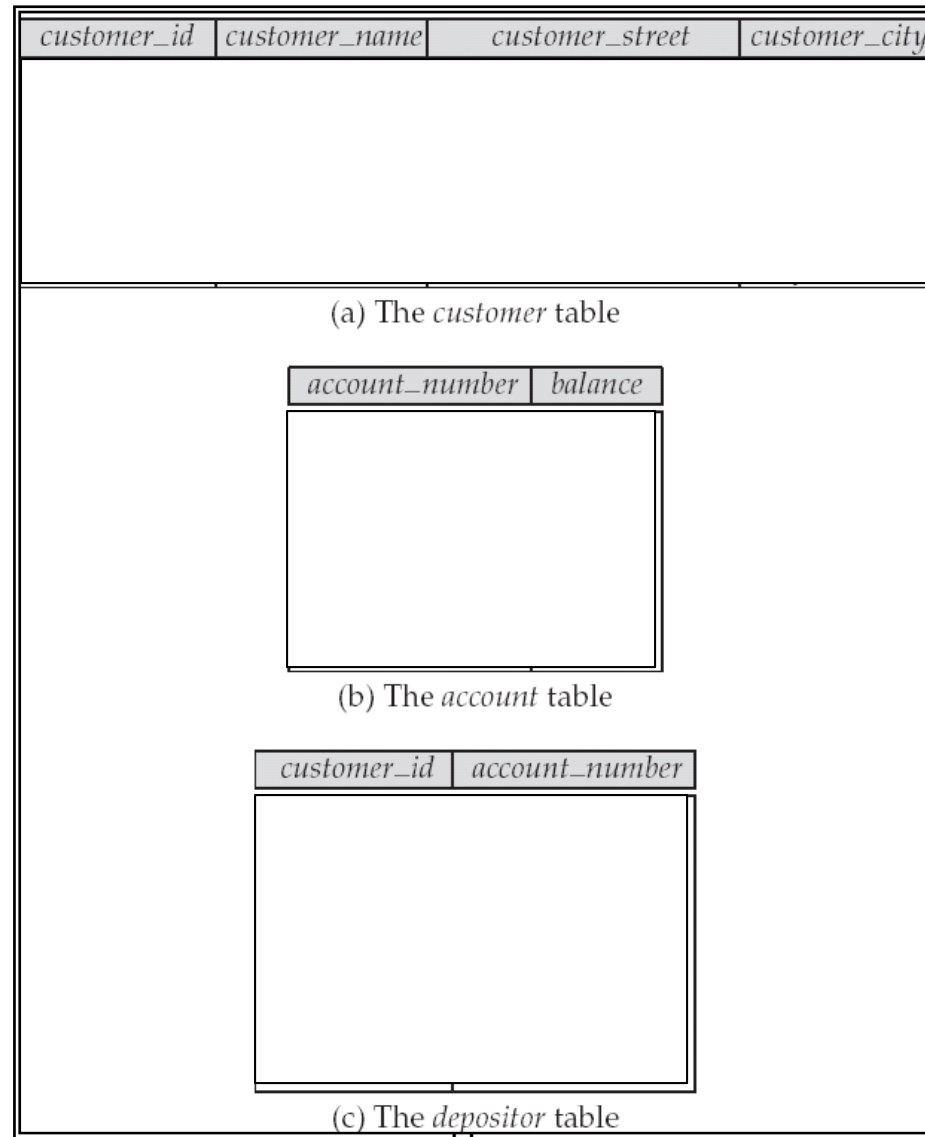 customer_id customer_name customer_street customer_city
(a) The customer table
account_number balance
(b) The account table
customer_id account_number
(c) The depositor table